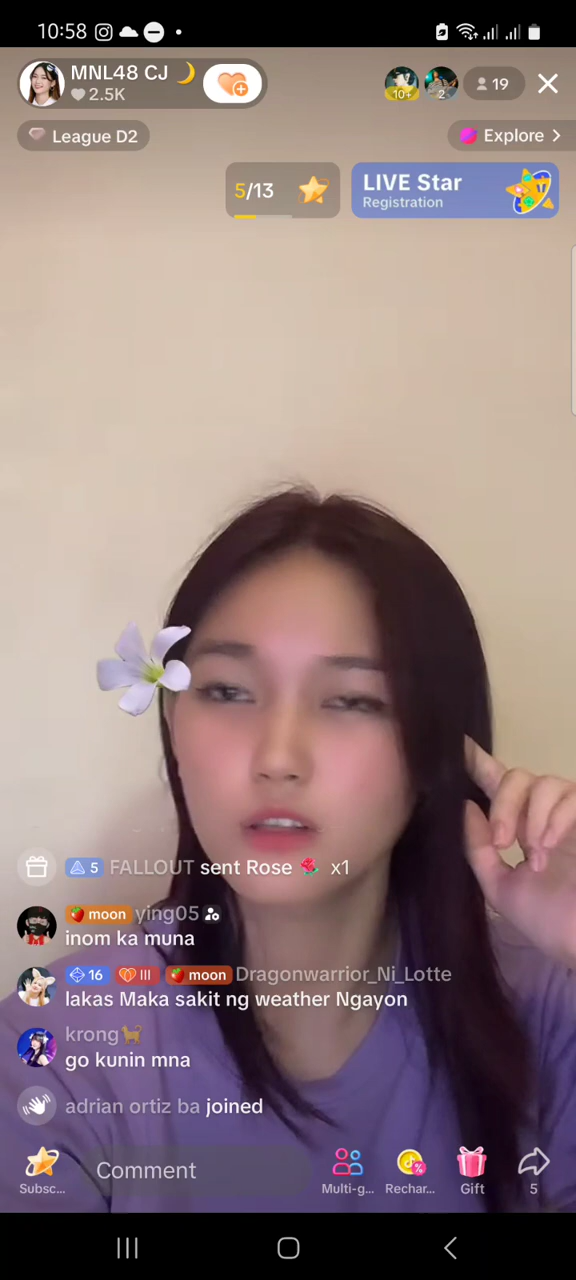 10:58
MNL48 CJ 🌙
2.5K
10+
2
19
League D2
Explore
5/13
LIVE Star
Registration
5 FALLOUT sent Rose 🌹 x1
moon ying05
inom ka muna
16 III moon Dragonwarrior_Ni_Lotte
lakas Maka sakit ng weather Ngayon
krong🐈
go kunin mna
adrian ortiz ba joined
Comment
Subsc...
Multi-g...
Rechar...
Gift
5